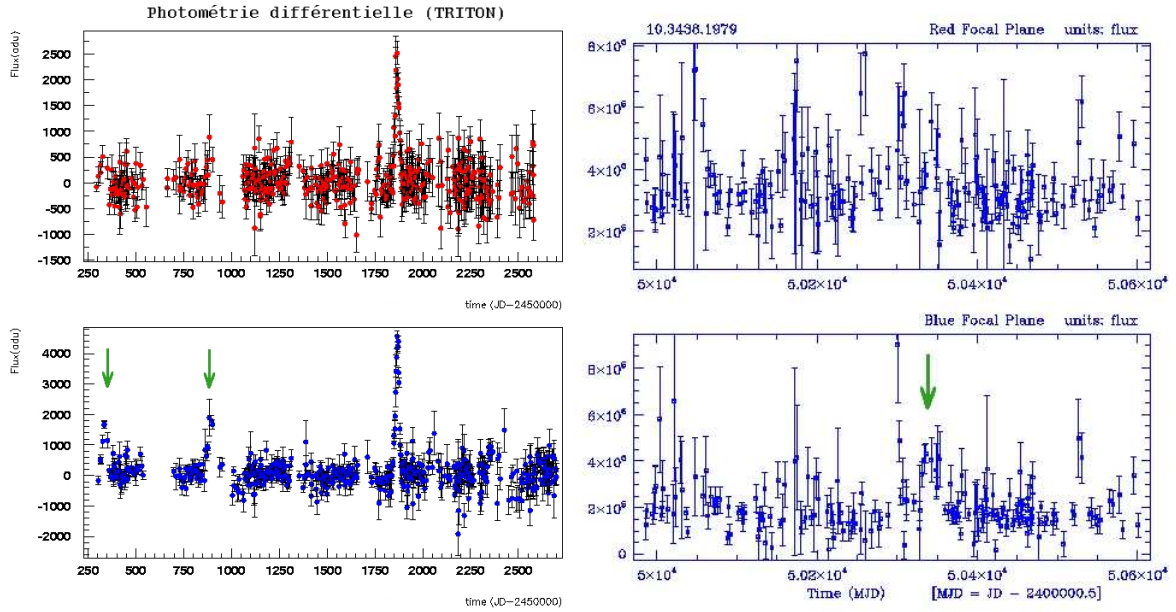 Photométrie différentielle (TRITON)
Flux(adu)
2500
2000
1500
1000
500
0
-500
-1000
-1500
250 500 750 1000 1250 1500 1750 2000 2250 2500
time (JD-2450000)
10.3438.1979 Red Focal Plane units: flux
8×10⁶
6×10⁶
4×10⁶
2×10⁶
5×10⁴ 5.02×10⁴ 5.04×10⁴ 5.06×10⁴
Flux(adu)
4000
3000
2000
1000
0
-1000
-2000
250 500 750 1000 1250 1500 1750 2000 2250 2500
time (JD-2450000)
Blue Focal Plane units: flux
8×10⁶
6×10⁶
4×10⁶
2×10⁶
0
5×10⁴ 5.02×10⁴ 5.04×10⁴ 5.06×10⁴
Time (MJD) [MJD = JD - 2400000.5]